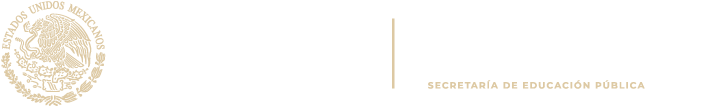 ESTADOS UNIDOS MEXICANOS
SECRETARÍA DE EDUCACIÓN PÚBLICA